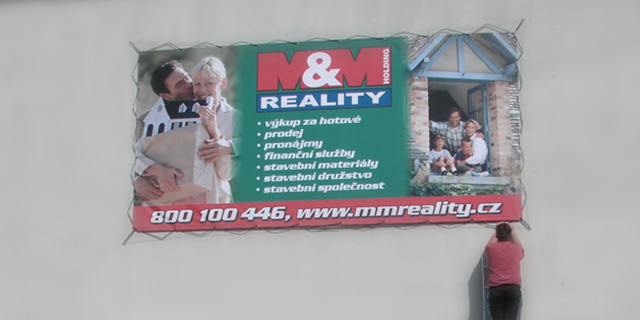 M&M
HOLDING
REALITY
• výkup za hotové
• prodej
• pronájmy
• finanční služby
• stavební materiály
• stavební družstvo
• stavební společnost
800 100 446, www.mmreality.cz